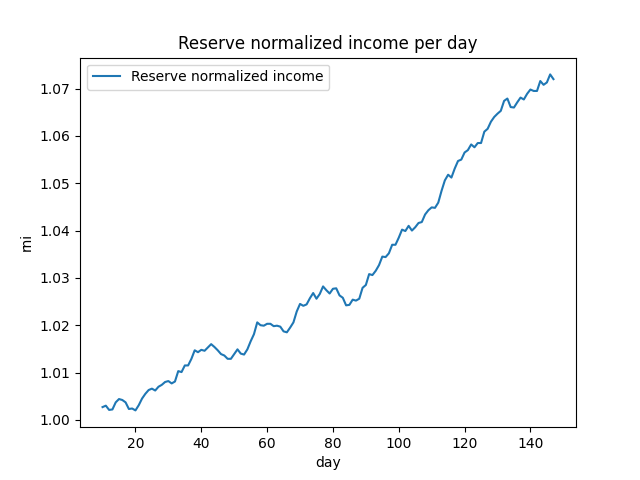 Reserve normalized income per day
Reserve normalized income
1.07
1.06
1.05
1.04
1.03
1.02
1.01
1.00
rni
20 40 60 80 100 120 140
day